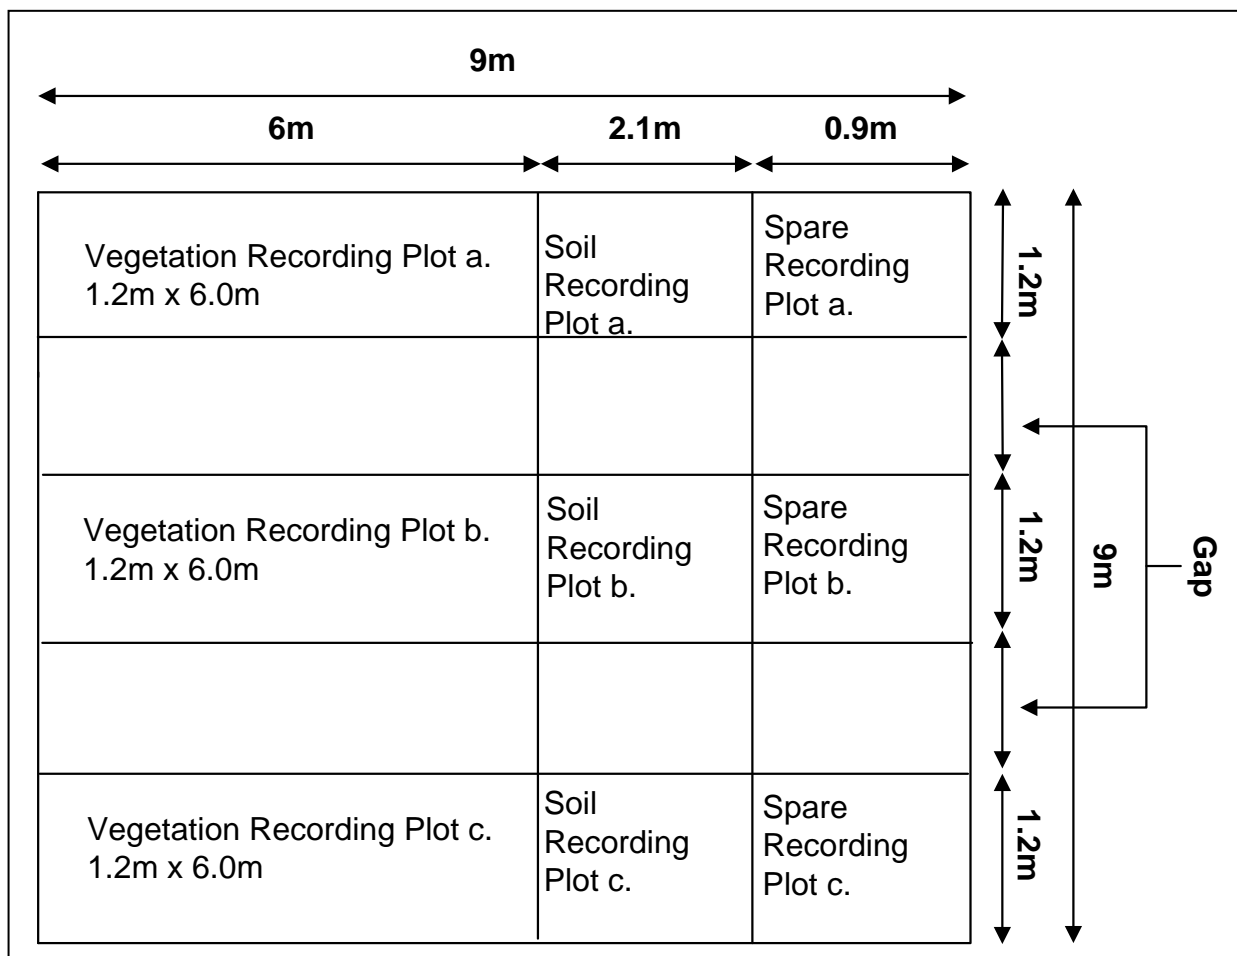 9m
6m
2.1m
0.9m
Vegetation Recording Plot a.
1.2m x 6.0m
Soil
Recording
Plot a.
Spare
Recording
Plot a.
1.2m
Vegetation Recording Plot b.
1.2m x 6.0m
Soil
Recording
Plot b.
Spare
Recording
Plot b.
1.2m
9m
Gap
Vegetation Recording Plot c.
1.2m x 6.0m
Soil
Recording
Plot c.
Spare
Recording
Plot c.
1.2m